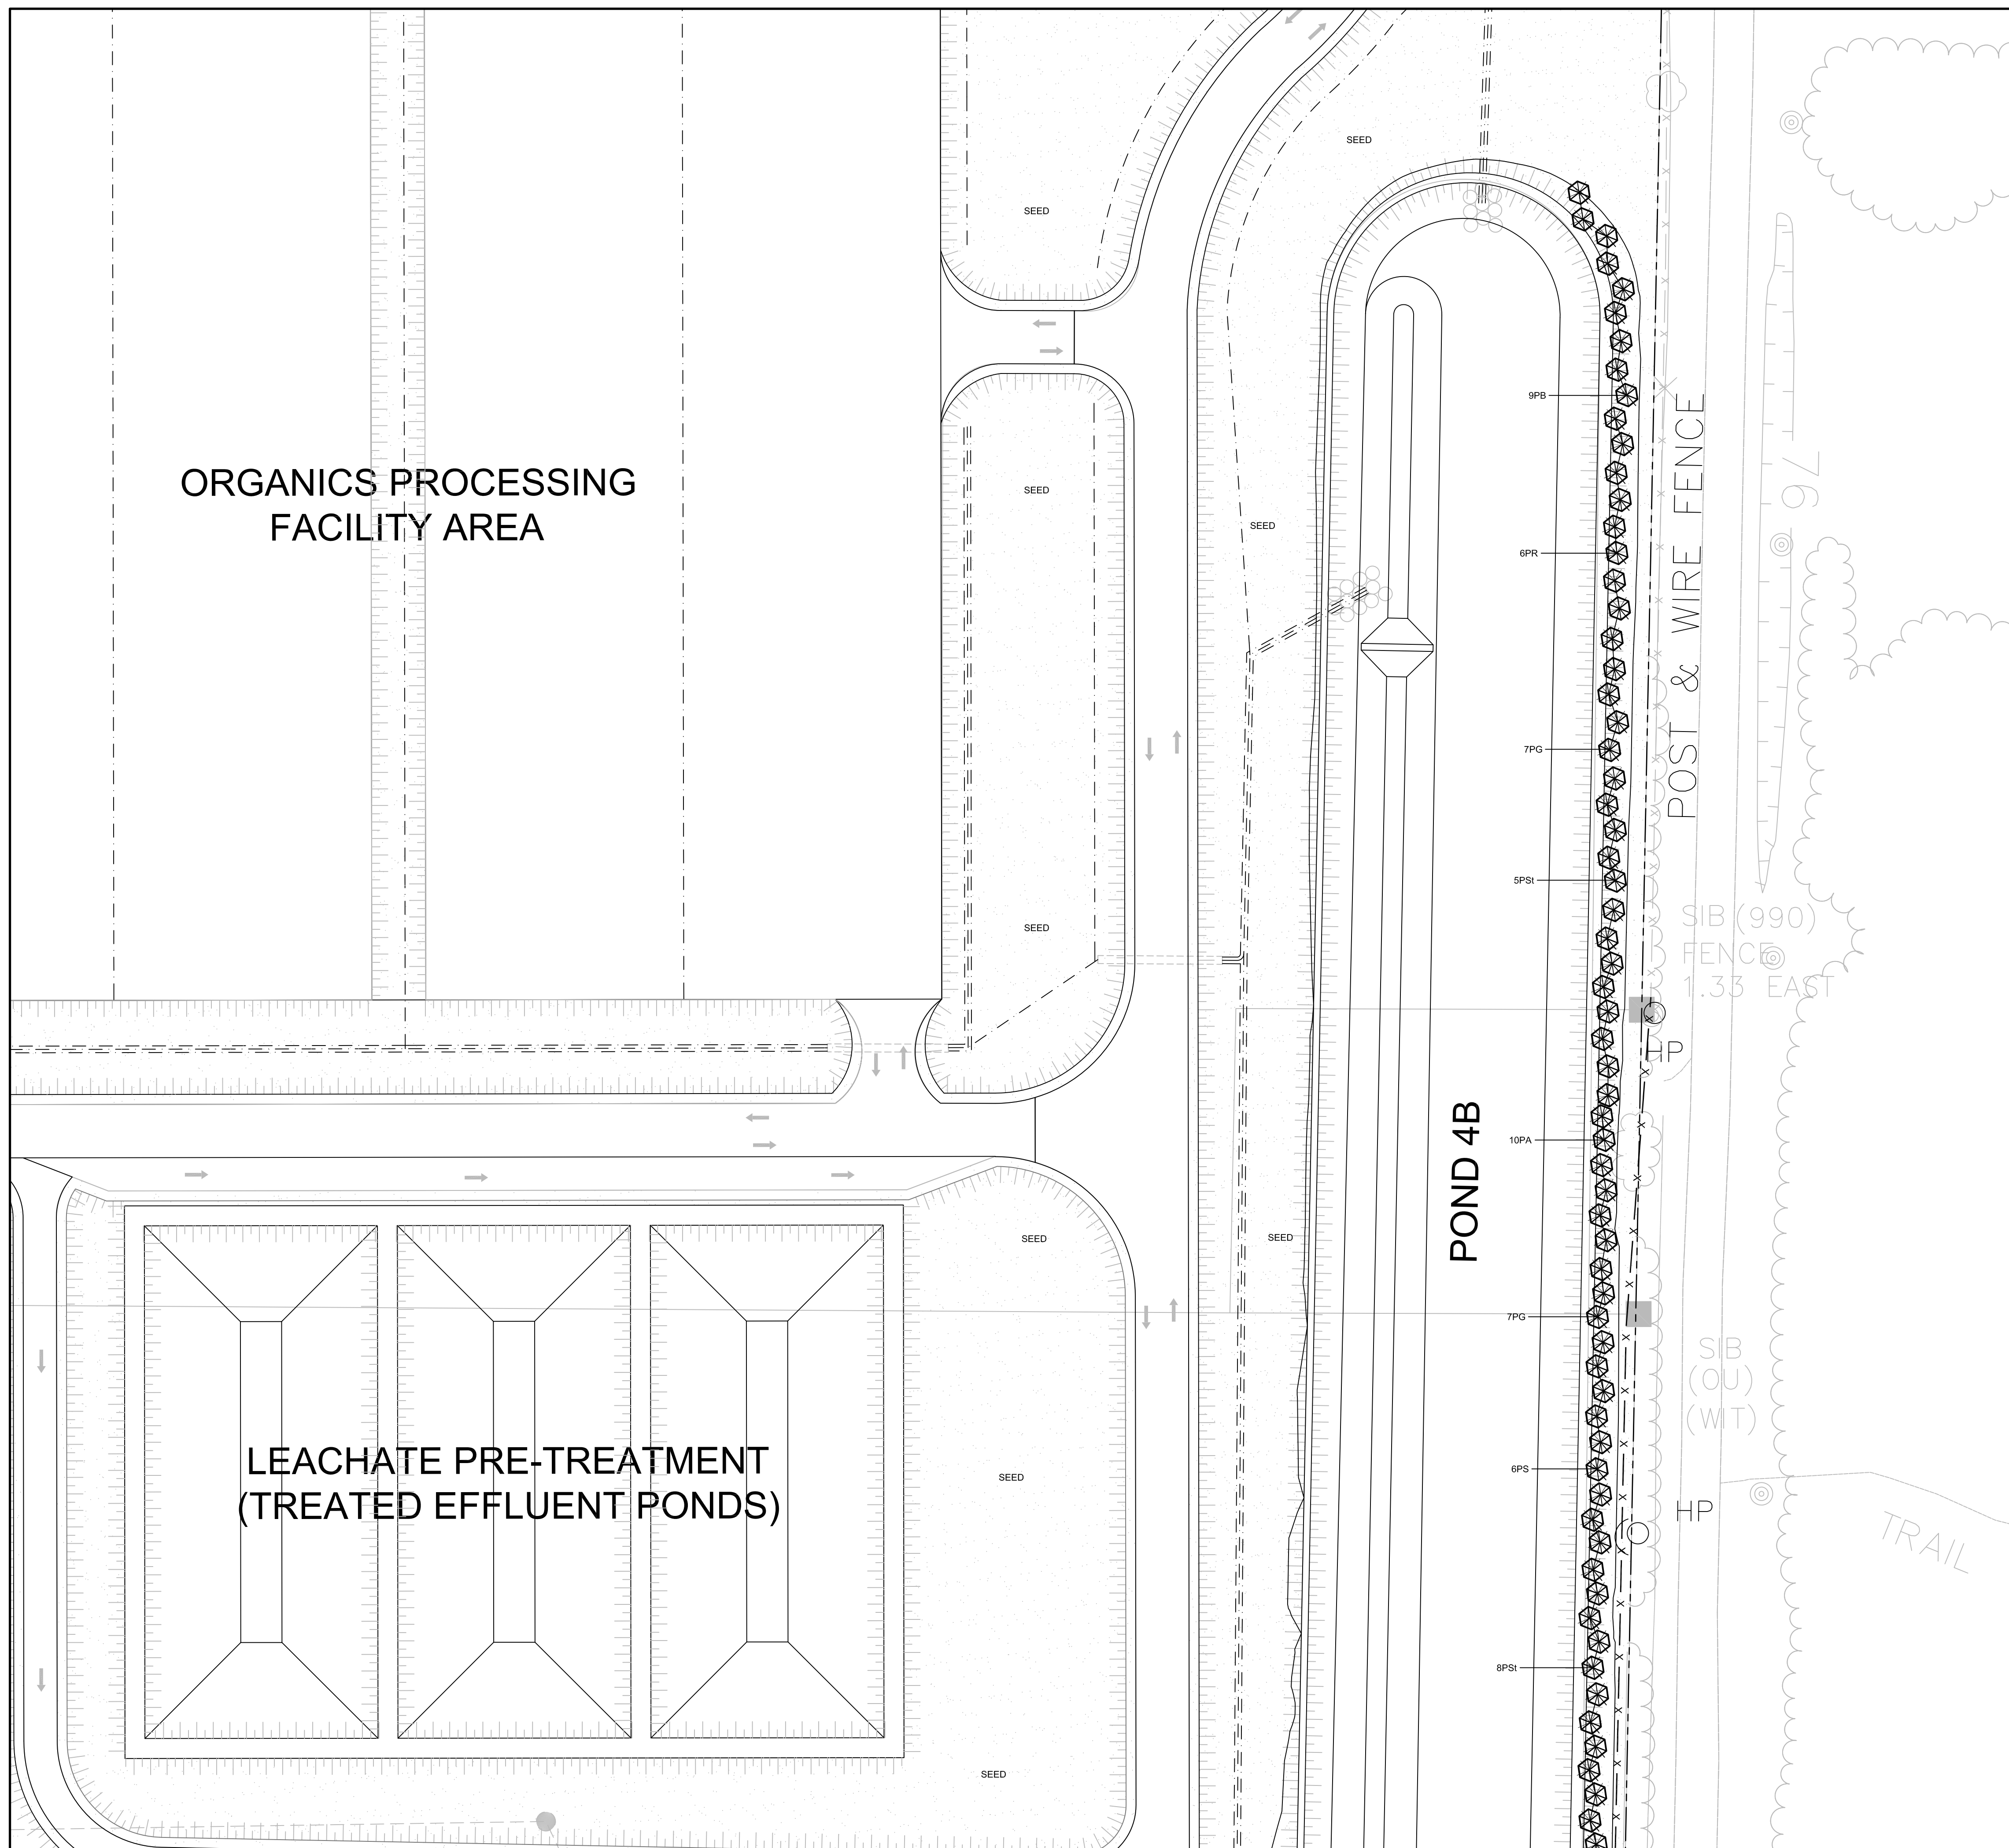 SEED
SEED
9PB
POST & WIRE FENCE
76
ORGANICS PROCESSING
FACILITY AREA
SEED
SEED
6PR
7PG
5PSt
SEED
SIB (990)
FENCE
1.33 EAST
HP
POND 4B
10PA
SEED
SEED
7PG
SIB
(OU)
(WIT)
LEACHATE PRE-TREATMENT
(TREATED EFFLUENT PONDS)
SEED
6PS
HP
TRAIL
8PSt
SEED